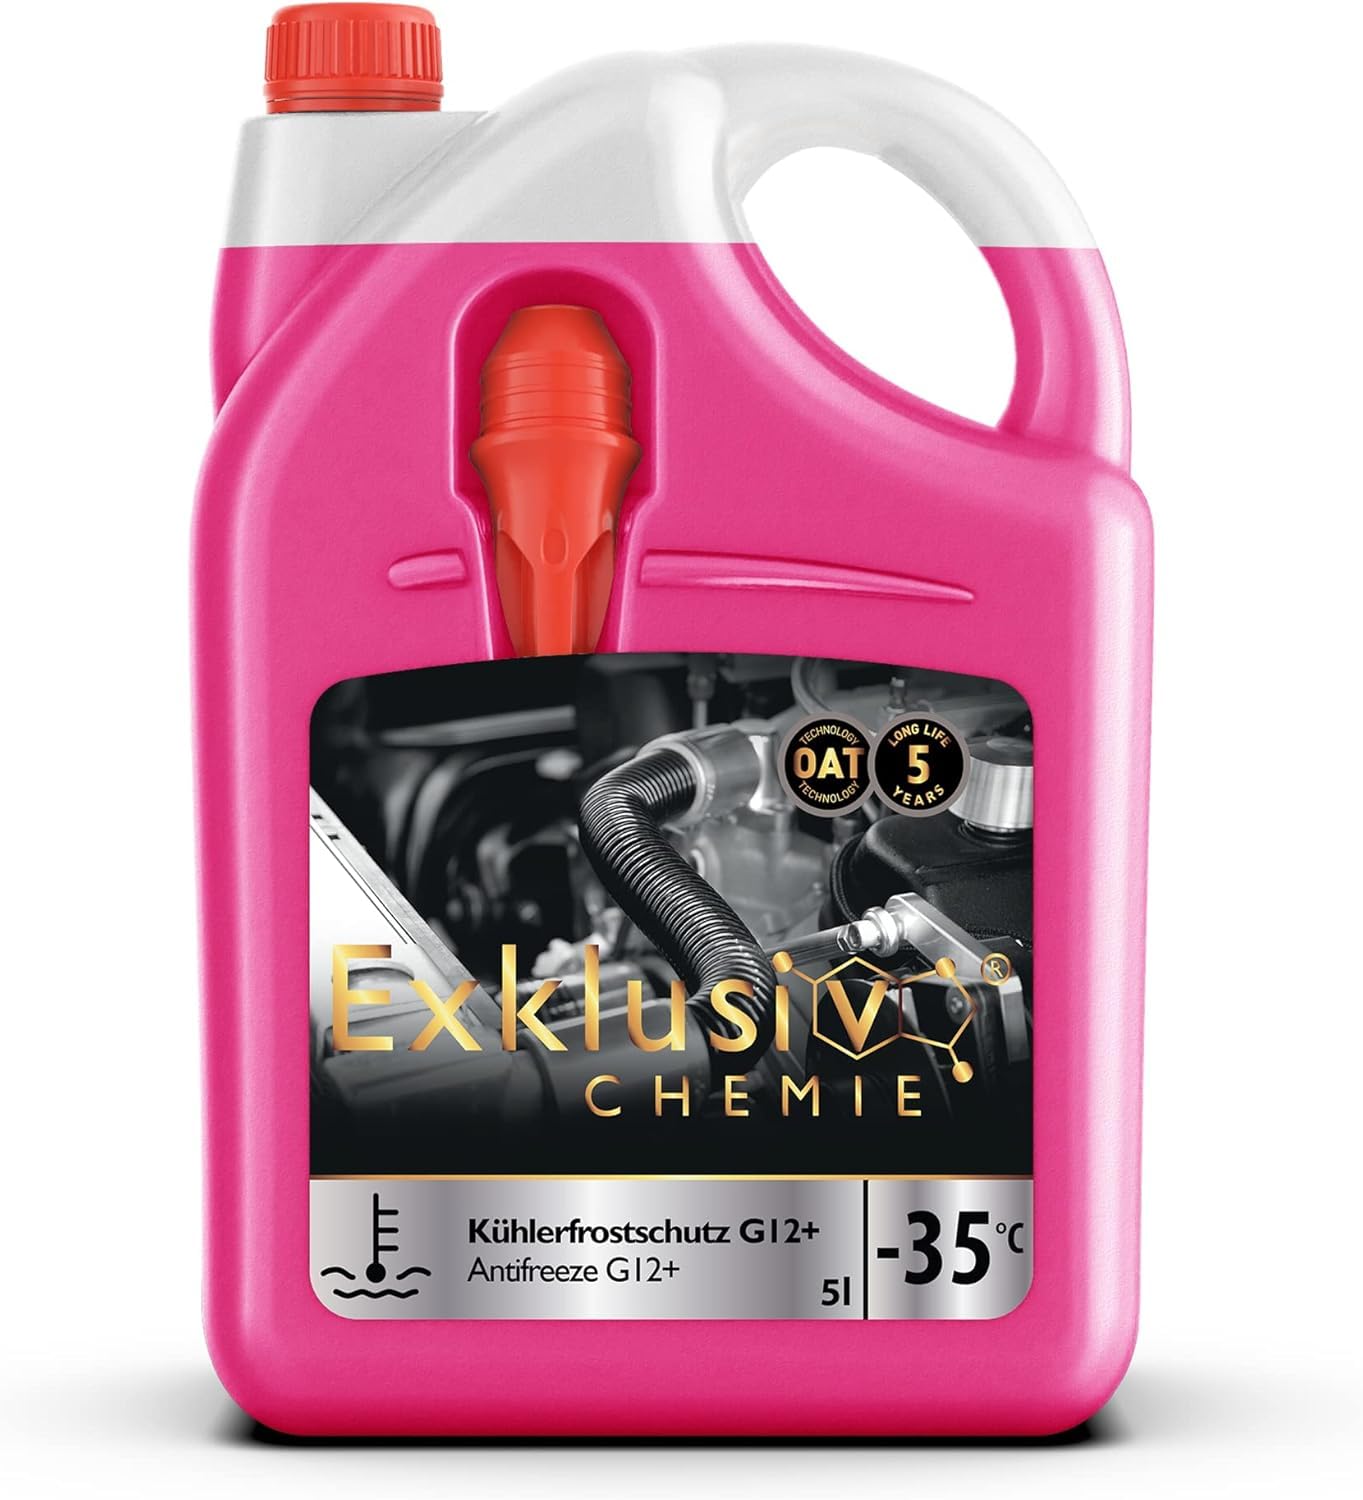 TECHNOLOGY
OAT
TECHNOLOGY
LONG LIFE
5
YEARS
Exklusiv®
CHEMIE
Kühlerfrostschutz G12+
Antifreeze G12+
5l
-35°C